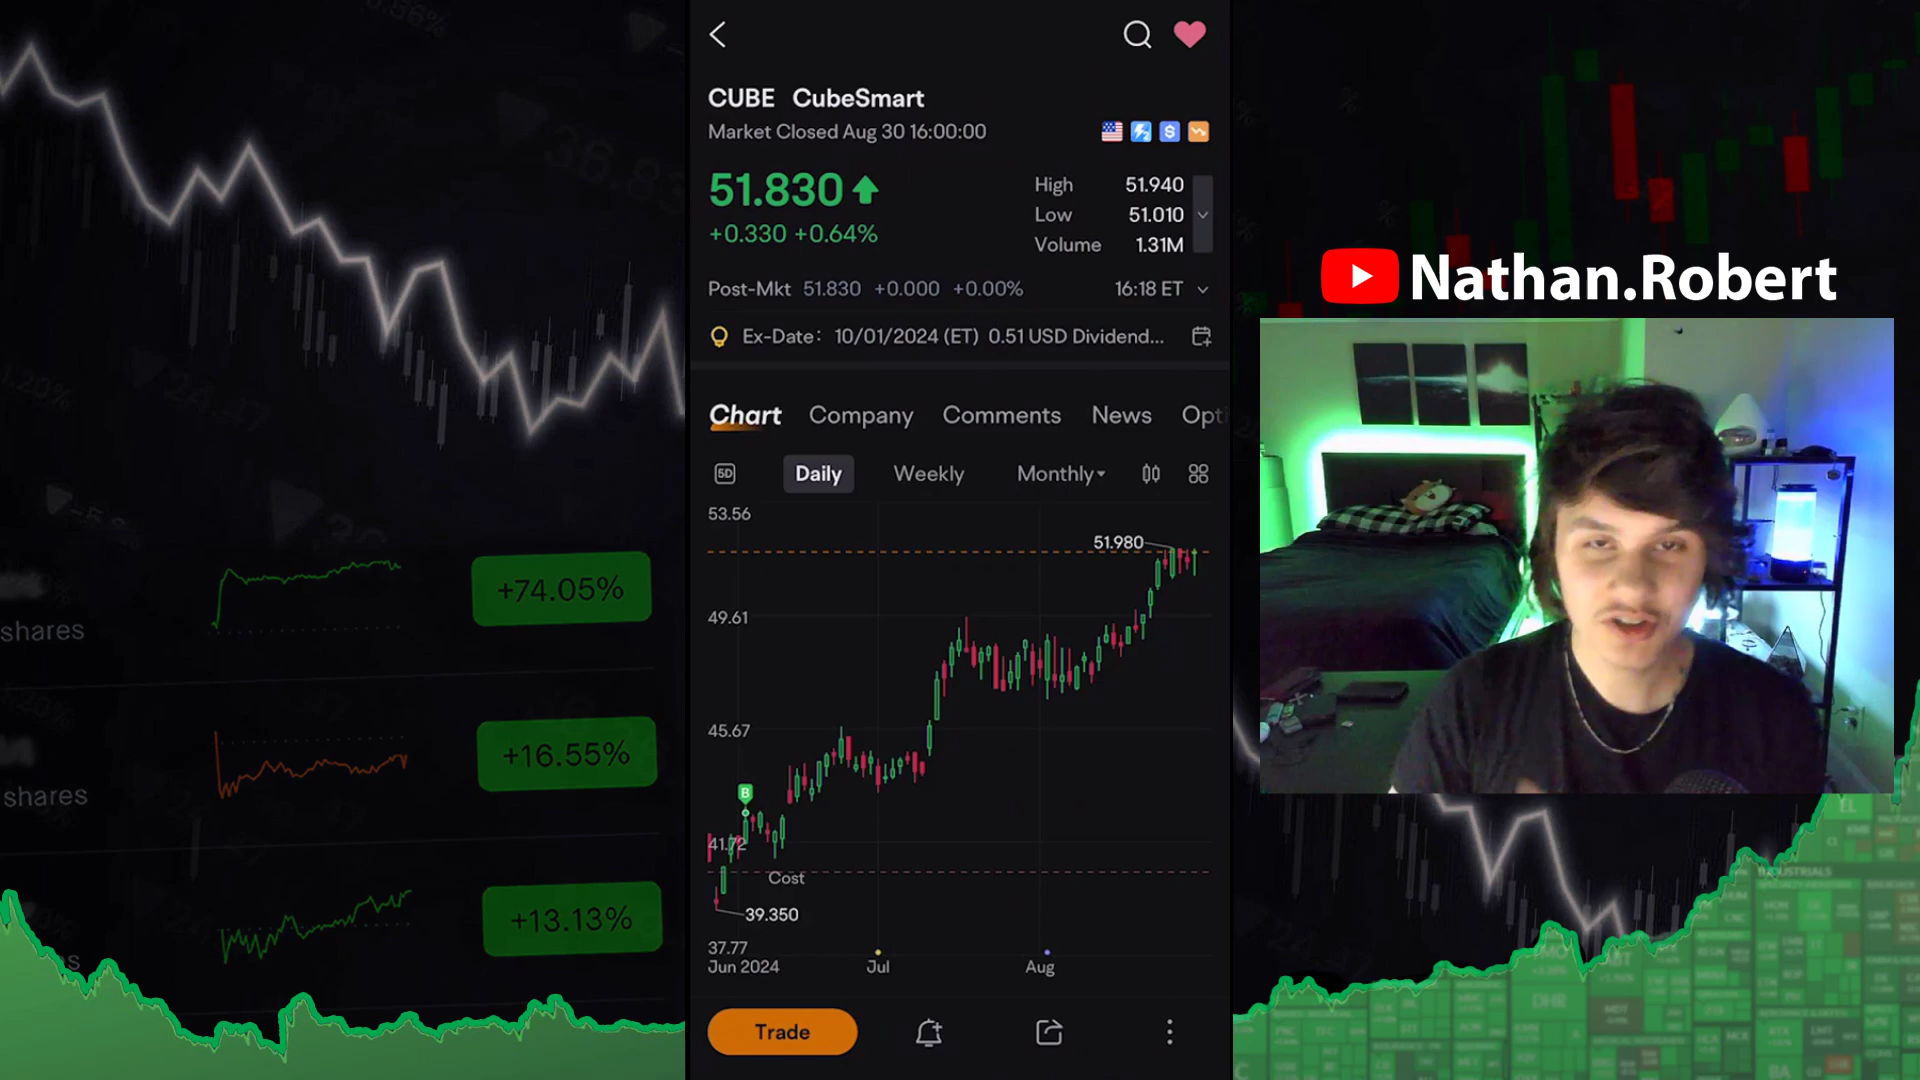 CUBE CubeSmart
Market Closed Aug 30 16:00:00
51.830
+0.330 +0.64%
High 51.940
Low 51.010
Volume 1.31M
Post-Mkt 51.830 +0.000 +0.00%
16:18 ET
Ex-Date: 10/01/2024 (ET) 0.51 USD Dividend...
Chart Company Comments News Opti
5D Daily Weekly Monthly
53.56
51.980
49.61
45.67
B
41.72
Cost
39.350
37.77
Jun 2024 Jul Aug
Trade
Nathan.Robert
+74.05%
shares
+16.55%
shares
+13.13%
INDUSTRIALS
DHR